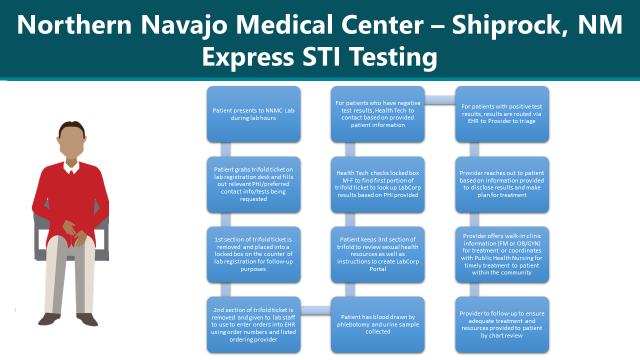 Northern Navajo Medical Center – Shiprock, NM
Express STI Testing
Patient presents to NNMC Lab
during lab hours
Patient grabs trifold ticket on
lab registration desk and fills
out relevant PHI/preferred
contact info/tests being
requested
1st section of trifold ticket is
removed and placed into a
locked box on the counter of
lab registration for follow-up
purposes
2nd section of trifold ticket is
removed and given to lab staff
to use to enter orders into EHR
using order numbers and listed
ordering provider
Patient has blood drawn by
phlebotomy and urine sample
collected
Patient keeps 3rd section of
trifold to review sexual health
resources as well as
instructions to create LabCorp
Portal
Health Tech checks locked box
M-F to find first portion of
trifold ticket to look up LabCorp
results based on PHI provided
For patients who have negative
test results, Health Tech to
contact based on provided
patient information
For patients with positive test
results, results are routed via
EHR to Provider to triage
Provider reaches out to patient
based on information provided
to disclose results and make
plan for treatment
Provider offers walk-in clinic
information (FM or OB/GYN)
for treatment or coordinates
with Public Health Nursing for
timely treatment to patient
within the community
Provider to follow-up to ensure
adequate treatment and
resources provided to patient
by chart review